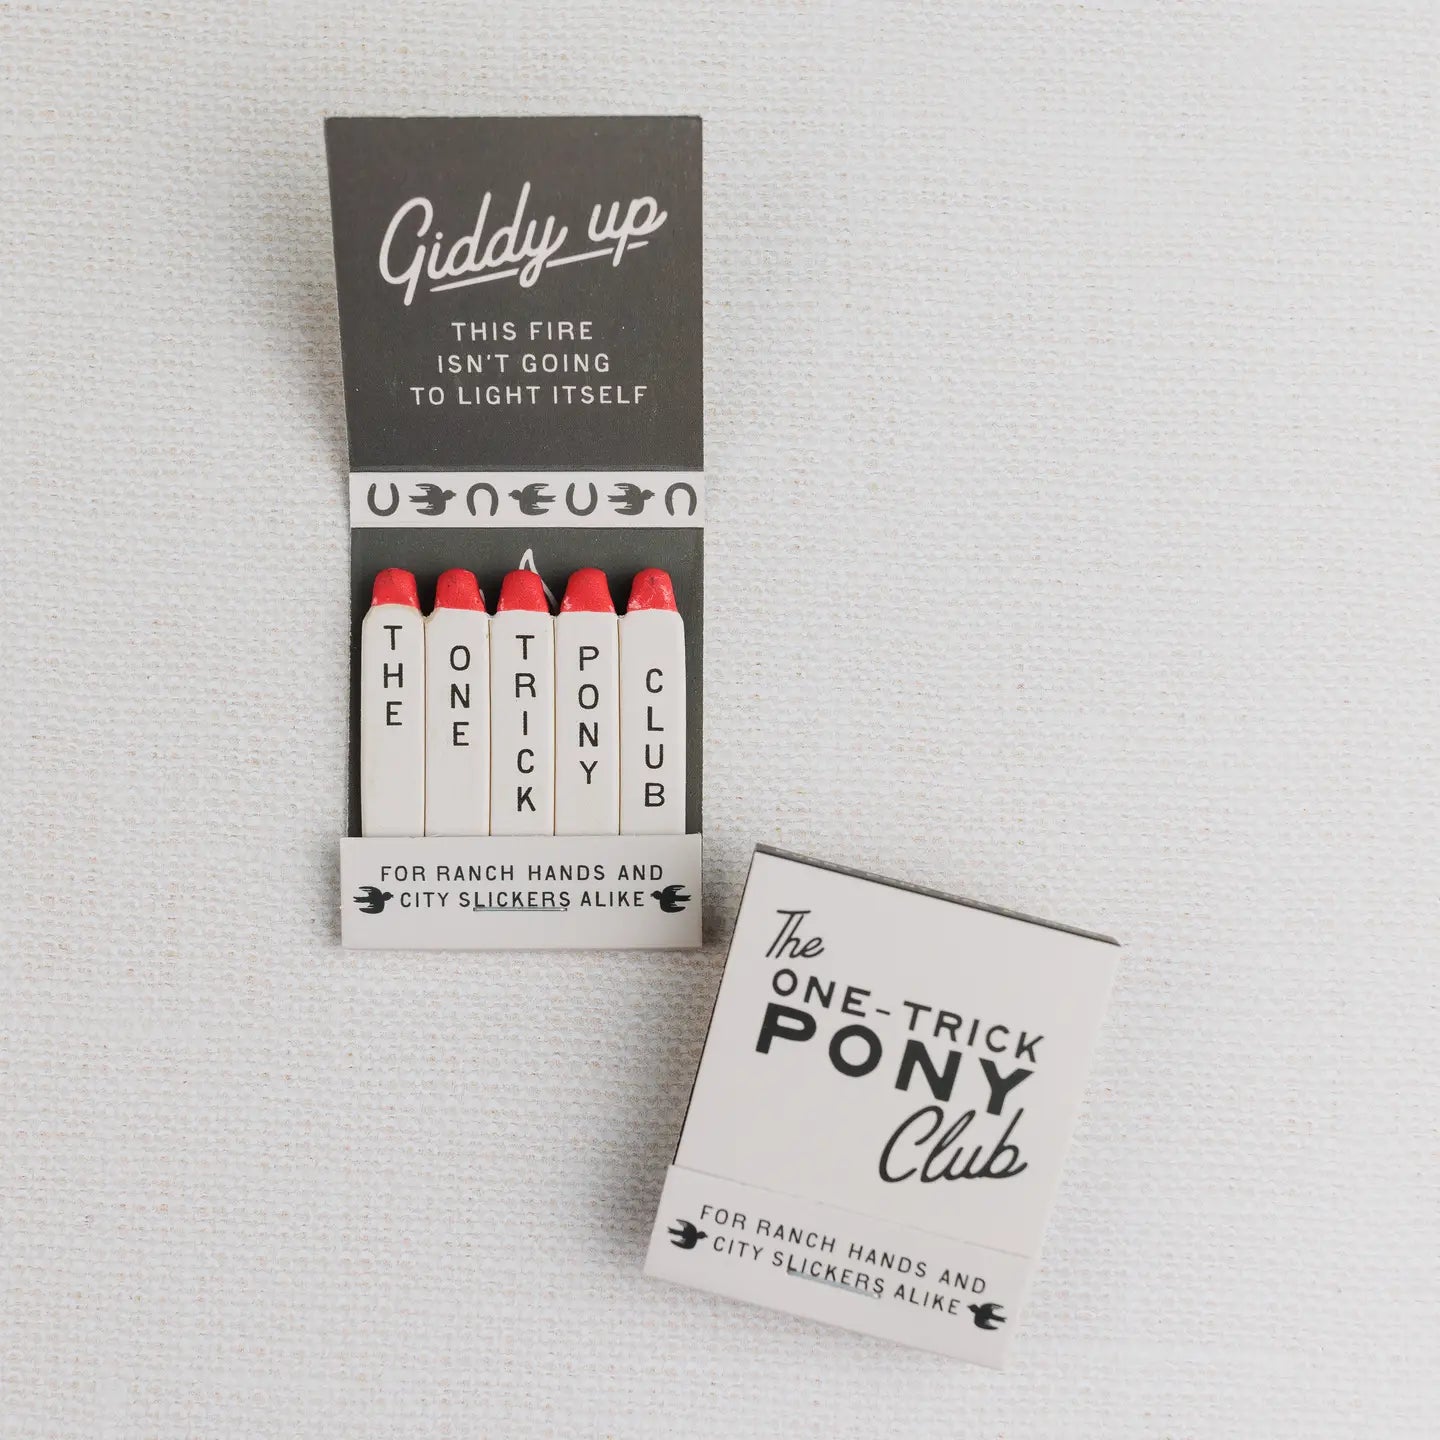 Giddy up
THIS FIRE
ISN'T GOING
TO LIGHT ITSELF
THE
ONE
TRICK
PONY
CLUB
FOR RANCH HANDS AND
CITY SLICKERS ALIKE
The
ONE-TRICK
PONY
Club
FOR RANCH HANDS AND
CITY SLICKERS ALIKE